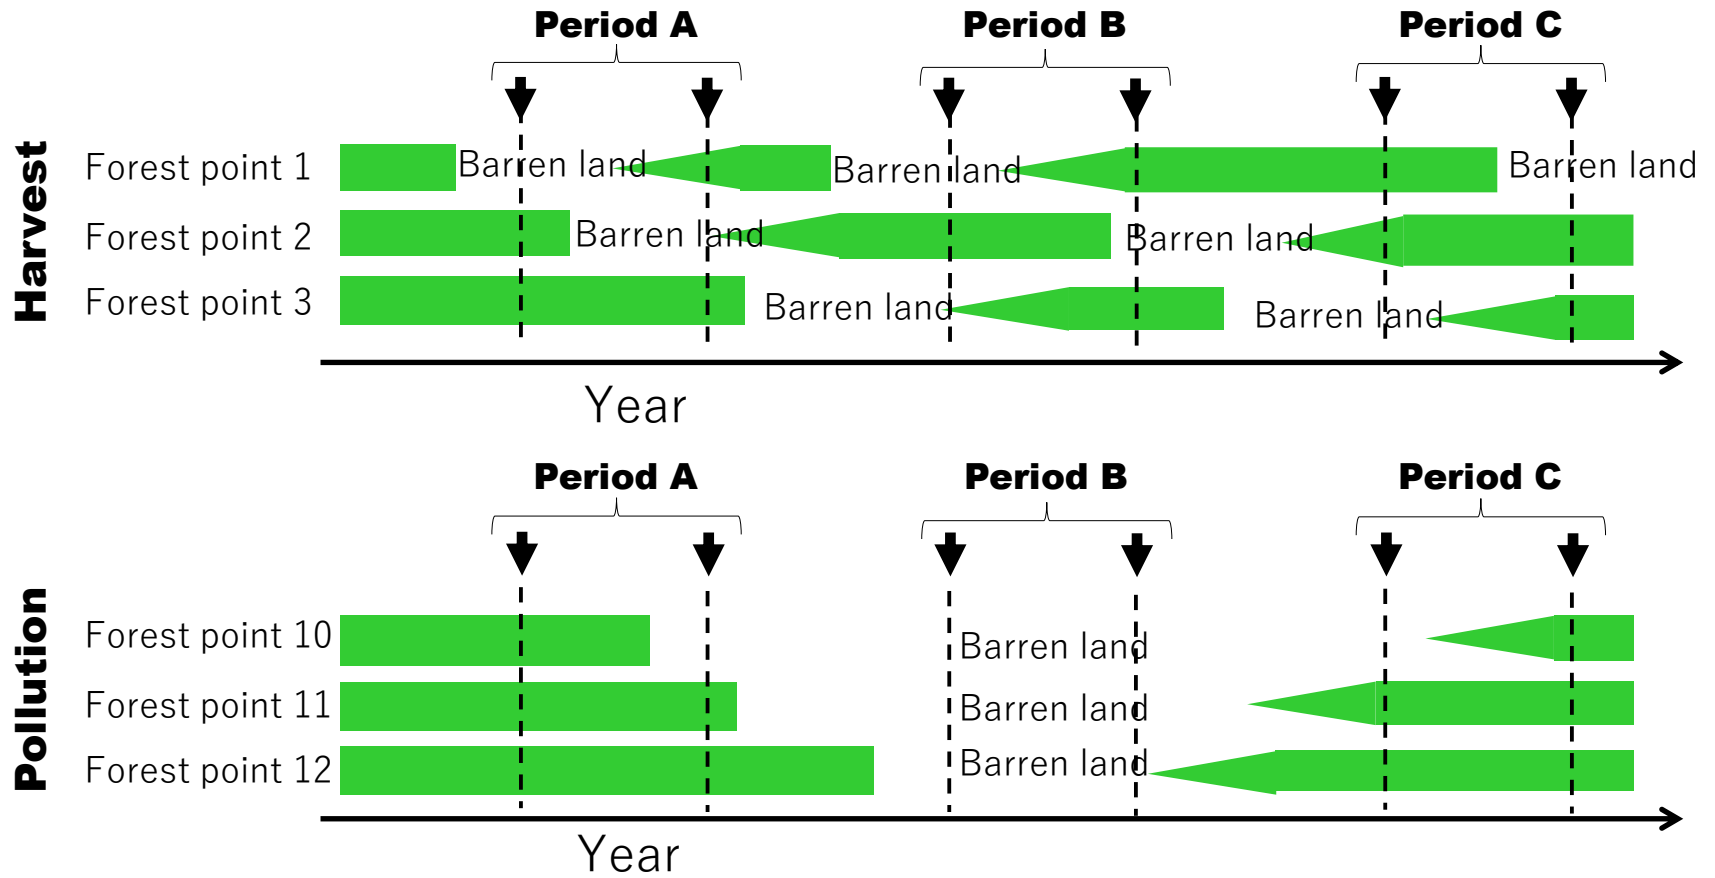 Period A
Period B
Period C
Harvest
Forest point 1
Barren land
Barren land
Barren land
Forest point 2
Barren land
Barren land
Forest point 3
Barren land
Barren land
Year
Period A
Period B
Period C
Pollution
Forest point 10
Barren land
Forest point 11
Barren land
Forest point 12
Barren land
Year